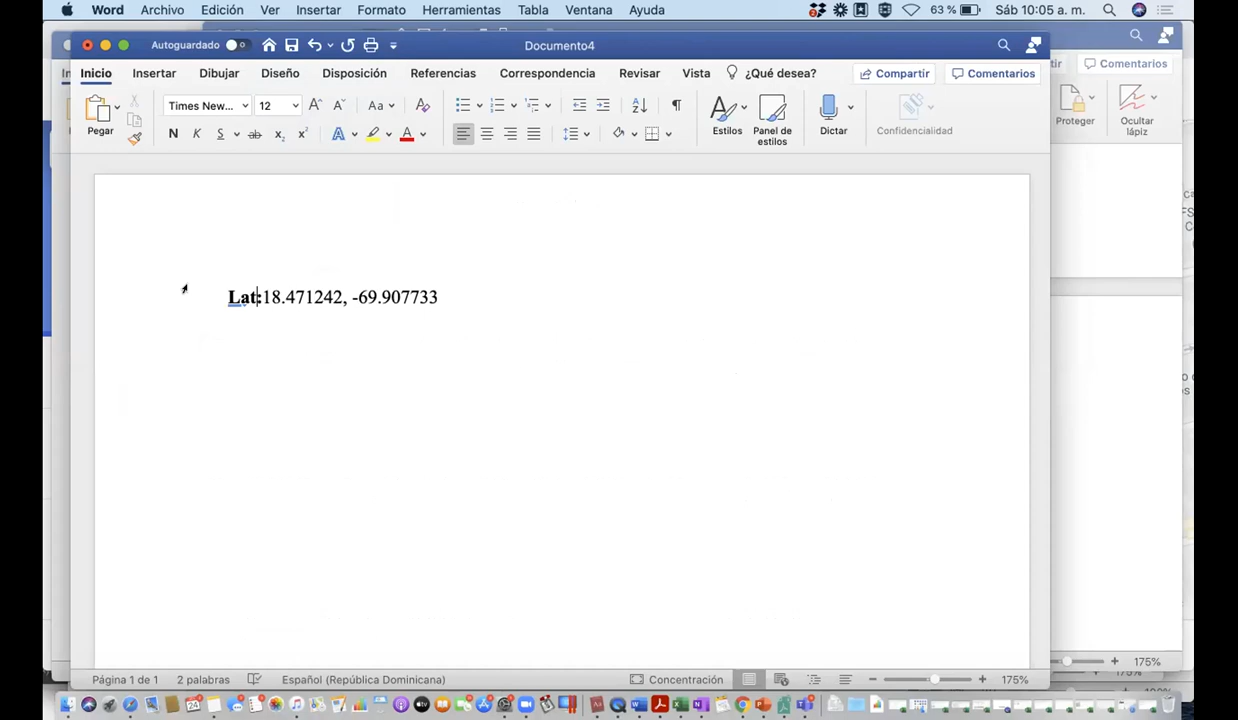 Word Archivo Edición Ver Insertar Formato Herramientas Tabla Ventana Ayuda 63 % Sáb 10:05 a. m.
Autoguardado Documento4
Inicio Insertar Dibujar Diseño Disposición Referencias Correspondencia Revisar Vista ¿Qué desea? Compartir Comentarios
Comentarios
Times New... 12
Pegar Estilos Panel de estilos Dictar Confidencialidad
Proteger Ocultar lápiz
Lat:18.471242, -69.907733
Página 1 de 1 2 palabras Español (República Dominicana) Concentración 175%
175%